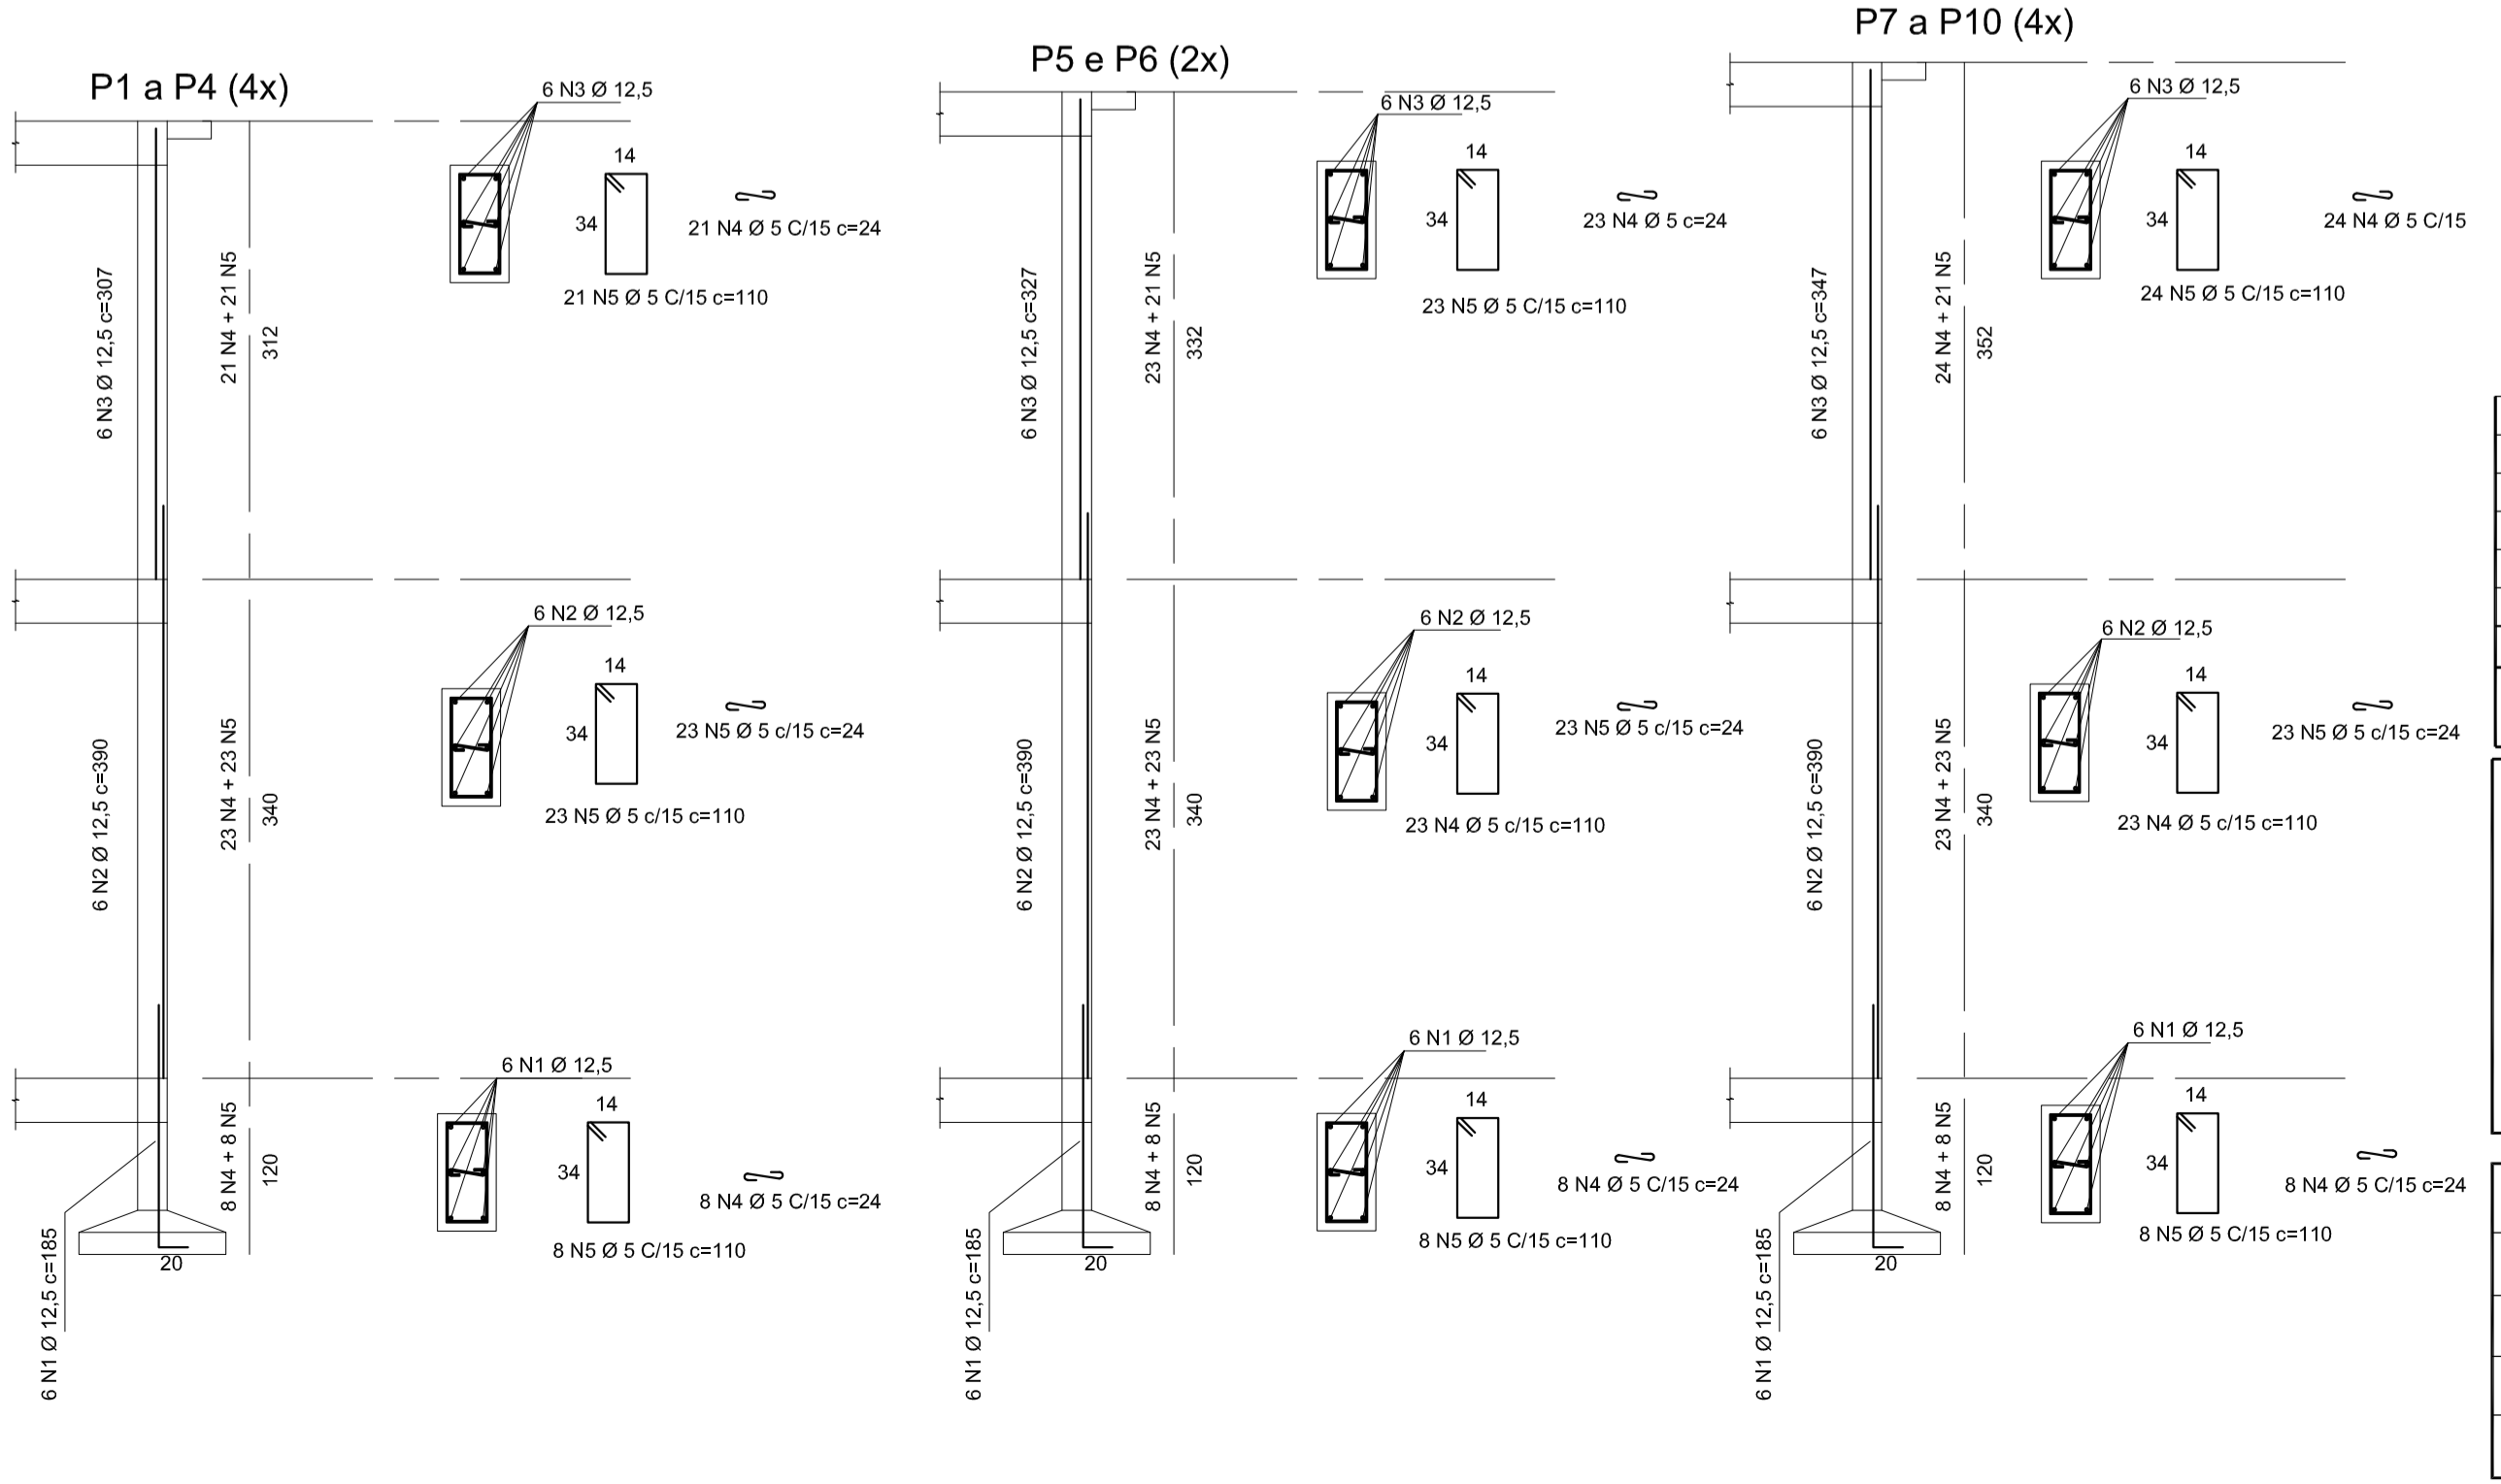 P1 a P4 (4x)
6 N3 Ø 12,5
14
34
21 N4 Ø 5 C/15 c=24
21 N5 Ø 5 C/15 c=110
6 N3 Ø 12,5 c=307
21 N4 + 21 N5
312
6 N2 Ø 12,5
14
34
23 N5 Ø 5 c/15 c=24
23 N5 Ø 5 c/15 c=110
6 N2 Ø 12,5 c=390
23 N4 + 23 N5
340
6 N1 Ø 12,5
14
34
8 N4 Ø 5 C/15 c=24
8 N5 Ø 5 C/15 c=110
8 N4 + 8 N5
120
6 N1 Ø 12,5 c=185
20
P5 e P6 (2x)
6 N3 Ø 12,5
14
34
23 N4 Ø 5 c=24
23 N5 Ø 5 C/15 c=110
6 N3 Ø 12,5 c=327
23 N4 + 21 N5
332
6 N2 Ø 12,5
14
34
23 N5 Ø 5 c/15 c=24
23 N4 Ø 5 c/15 c=110
6 N2 Ø 12,5 c=390
23 N4 + 23 N5
340
6 N1 Ø 12,5
14
34
8 N4 Ø 5 C/15 c=24
8 N5 Ø 5 C/15 c=110
8 N4 + 8 N5
120
6 N1 Ø 12,5 c=185
20
P7 a P10 (4x)
6 N3 Ø 12,5
14
34
24 N4 Ø 5 C/15
24 N5 Ø 5 C/15 c=110
6 N3 Ø 12,5 c=347
24 N4 + 21 N5
352
6 N2 Ø 12,5
14
34
23 N5 Ø 5 c/15 c=24
23 N4 Ø 5 c/15 c=110
6 N2 Ø 12,5 c=390
23 N4 + 23 N5
340
6 N1 Ø 12,5
14
34
8 N4 Ø 5 C/15 c=24
8 N5 Ø 5 C/15 c=110
8 N4 + 8 N5
120
6 N1 Ø 12,5 c=185
20